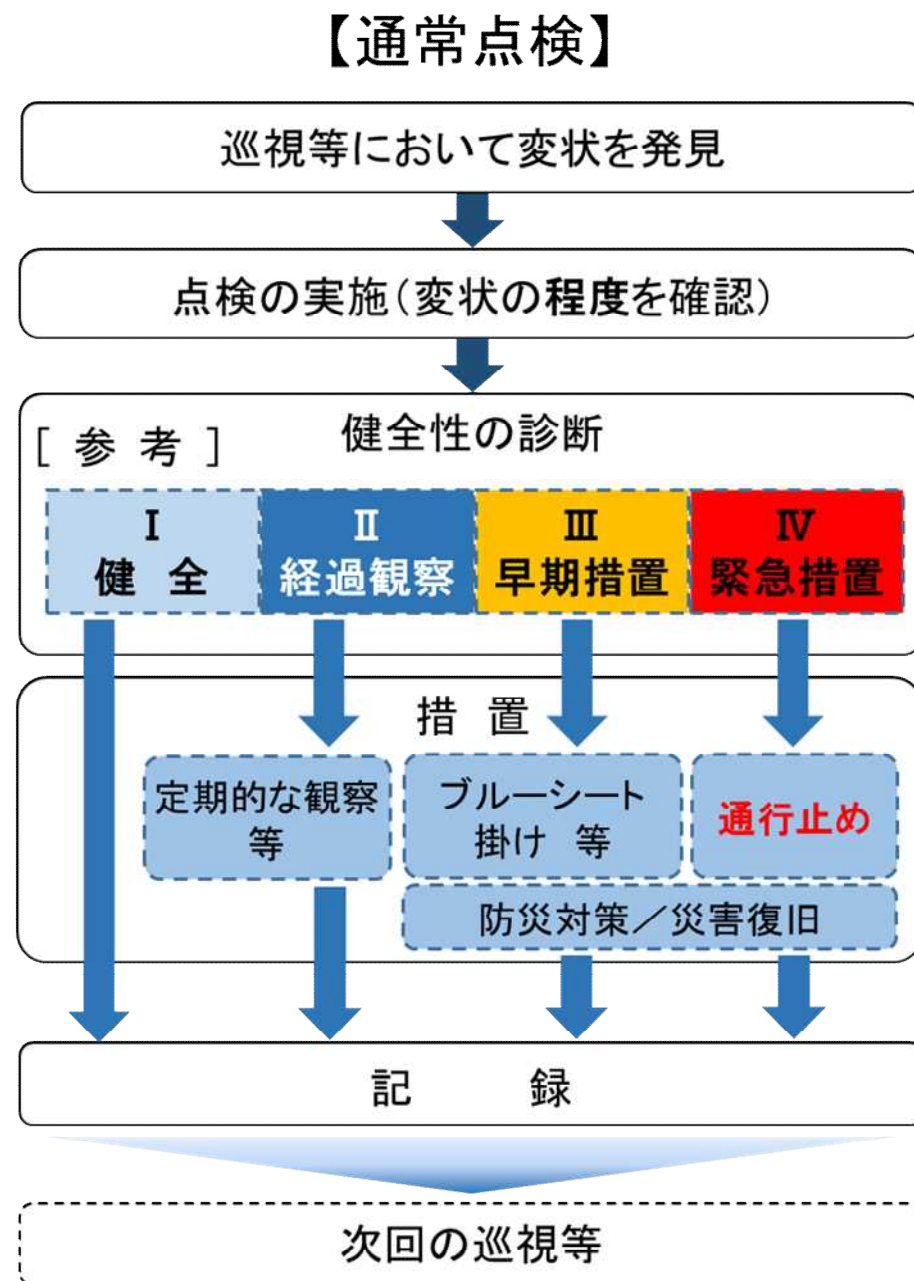 【通常点検】
巡視等において変状を発見
点検の実施（変状の程度を確認）
健全性の診断
［ 参 考 ］
Ⅰ
健 全
Ⅱ
経過観察
Ⅲ
早期措置
Ⅳ
緊急措置
措 置
定期的な観察
等
ブルーシート
掛け 等
通行止め
防災対策／災害復旧
記 録
次回の巡視等